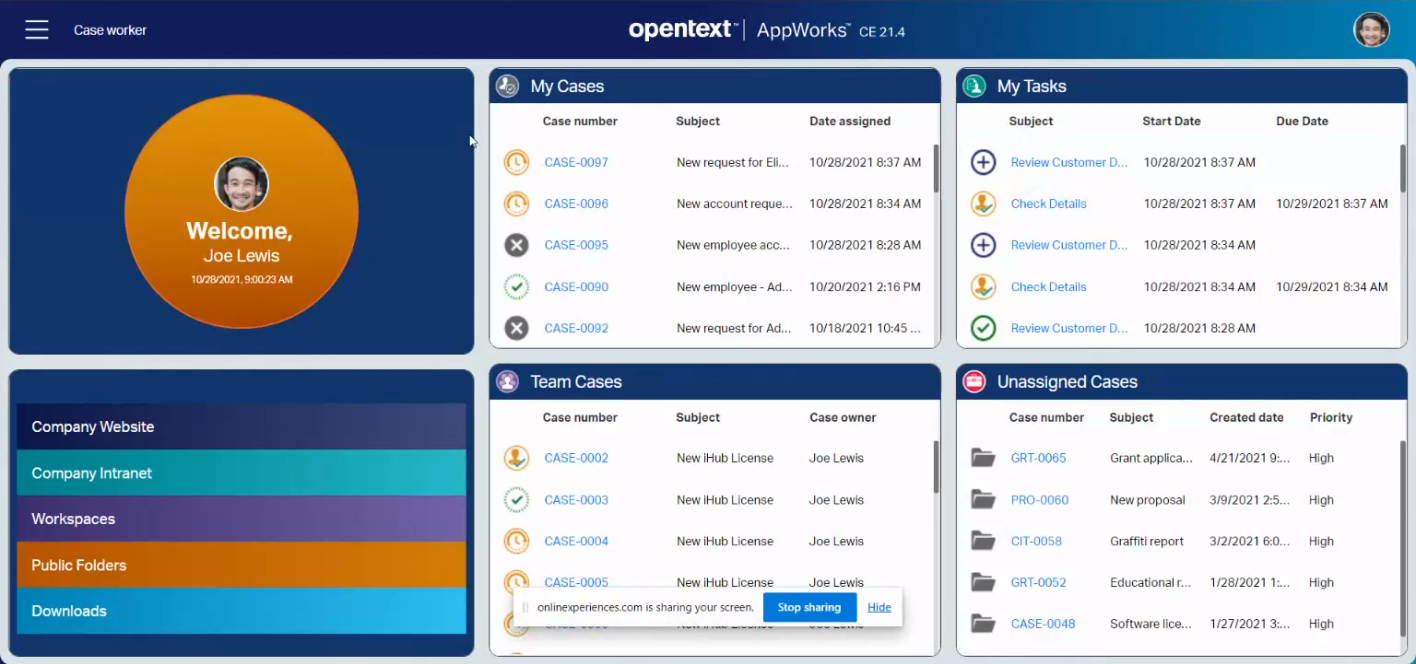 Case worker
opentext™ | AppWorks™ CE 21.4
Welcome,
Joe Lewis
10/28/2021, 9:00:23 AM
Company Website
Company Intranet
Workspaces
Public Folders
Downloads
My Cases
Case number Subject Date assigned
CASE-0097 New request for Eli... 10/28/2021 8:37 AM
CASE-0096 New account reque... 10/28/2021 8:34 AM
CASE-0095 New employee acc... 10/28/2021 8:28 AM
CASE-0090 New employee - Ad... 10/20/2021 2:16 PM
CASE-0092 New request for Ad... 10/18/2021 10:45 ...
My Tasks
Subject Start Date Due Date
Review Customer D... 10/28/2021 8:37 AM
Check Details 10/28/2021 8:37 AM 10/29/2021 8:37 AM
Review Customer D... 10/28/2021 8:34 AM
Check Details 10/28/2021 8:34 AM 10/29/2021 8:34 AM
Review Customer D... 10/28/2021 8:28 AM
Team Cases
Case number Subject Case owner
CASE-0002 New iHub License Joe Lewis
CASE-0003 New iHub License Joe Lewis
CASE-0004 New iHub License Joe Lewis
CASE-0005 New iHub License Joe Lewis
onlinexperiences.com is sharing your screen. Stop sharing Hide
New iHub License Joe Lewis
Unassigned Cases
Case number Subject Created date Priority
GRT-0065 Grant applica... 4/21/2021 9:... High
PRO-0060 New proposal 3/9/2021 2:5... High
CIT-0058 Graffiti report 3/2/2021 6:0... High
GRT-0052 Educational r... 1/28/2021 1:... High
CASE-0048 Software lice... 1/27/2021 3:... High